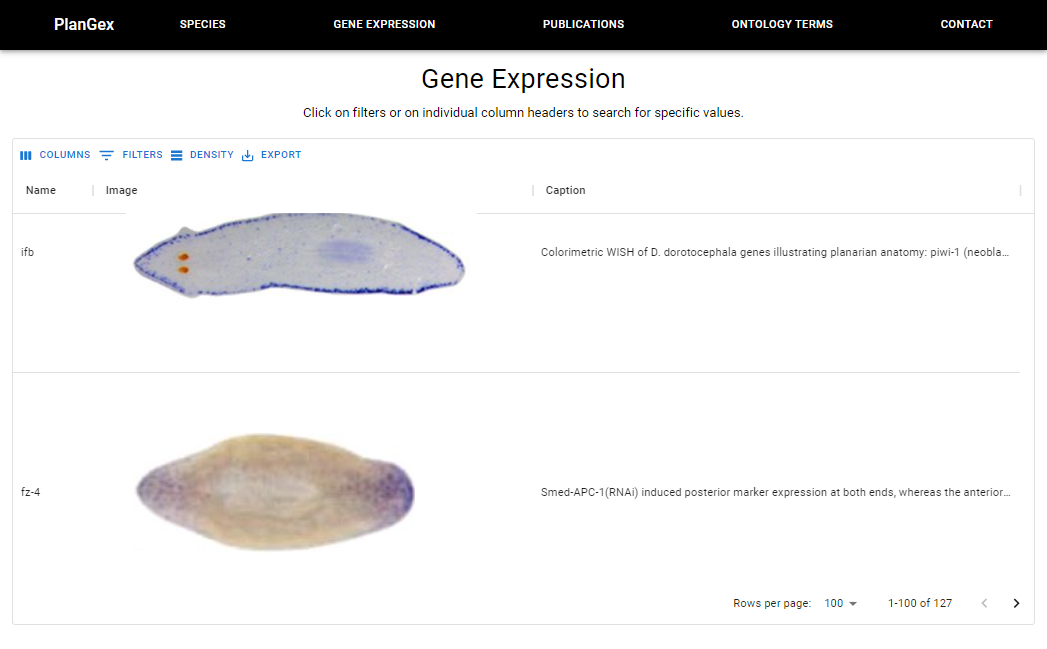 PlanGex SPECIES GENE EXPRESSION PUBLICATIONS ONTOLOGY TERMS CONTACT
Gene Expression
Click on filters or on individual column headers to search for specific values.
COLUMNS FILTERS DENSITY EXPORT
Name Image Caption
ifb Colorimetric WISH of D. dorotocephala genes illustrating planarian anatomy: piwi-1 (neobla...
fz-4 Smed-APC-1(RNAi) induced posterior marker expression at both ends, whereas the anterior...
Rows per page: 100 1-100 of 127